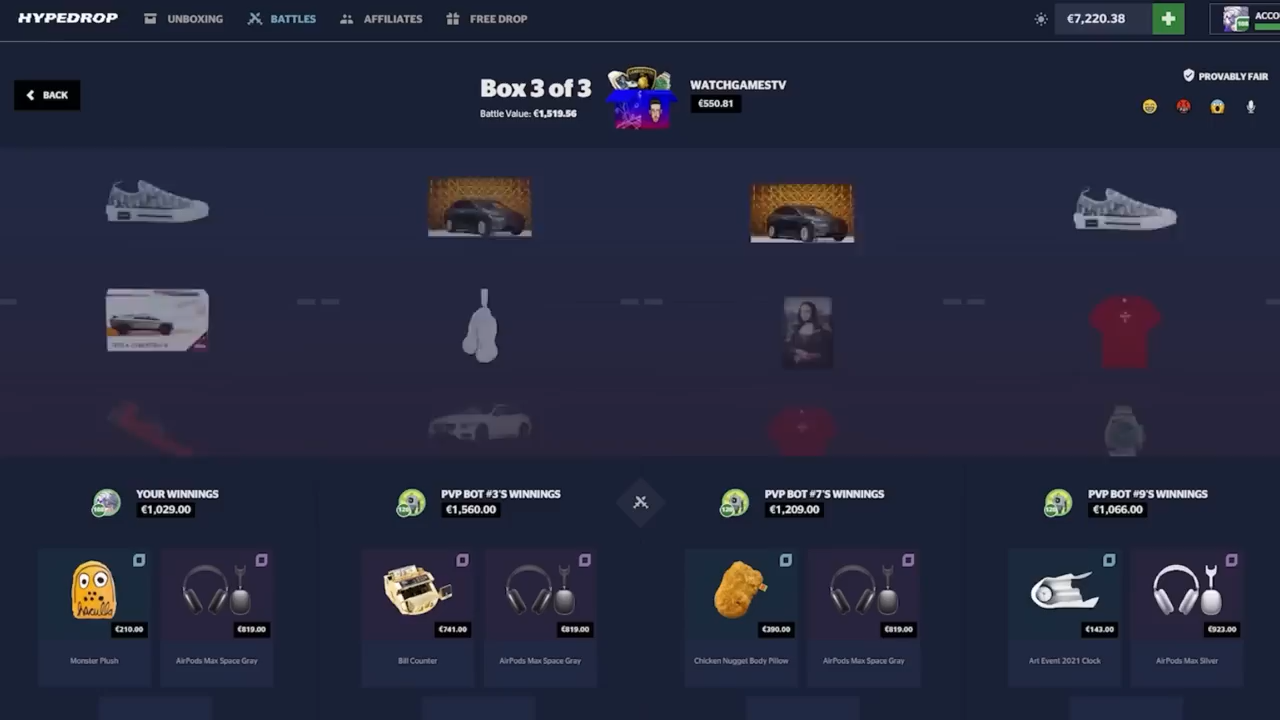 HYPEDROP
UNBOXING
BATTLES
AFFILIATES
FREE DROP
€7,220.38
BACK
Box 3 of 3
Battle Value: €1,519.56
WATCHGAMESTV
€550.81
PROVABLY FAIR
YOUR WINNINGS
€1,029.00
PVP BOT #3'S WINNINGS
€1,560.00
PVP BOT #7'S WINNINGS
€1,209.00
PVP BOT #9'S WINNINGS
€1,066.00
€210.00
Monster Plush
€819.00
AirPods Max Space Gray
€741.00
Bill Counter
€819.00
AirPods Max Space Gray
€390.00
Chicken Nugget Body Pillow
€819.00
AirPods Max Space Gray
€143.00
Art Event 2021 Clock
€923.00
AirPods Max Silver